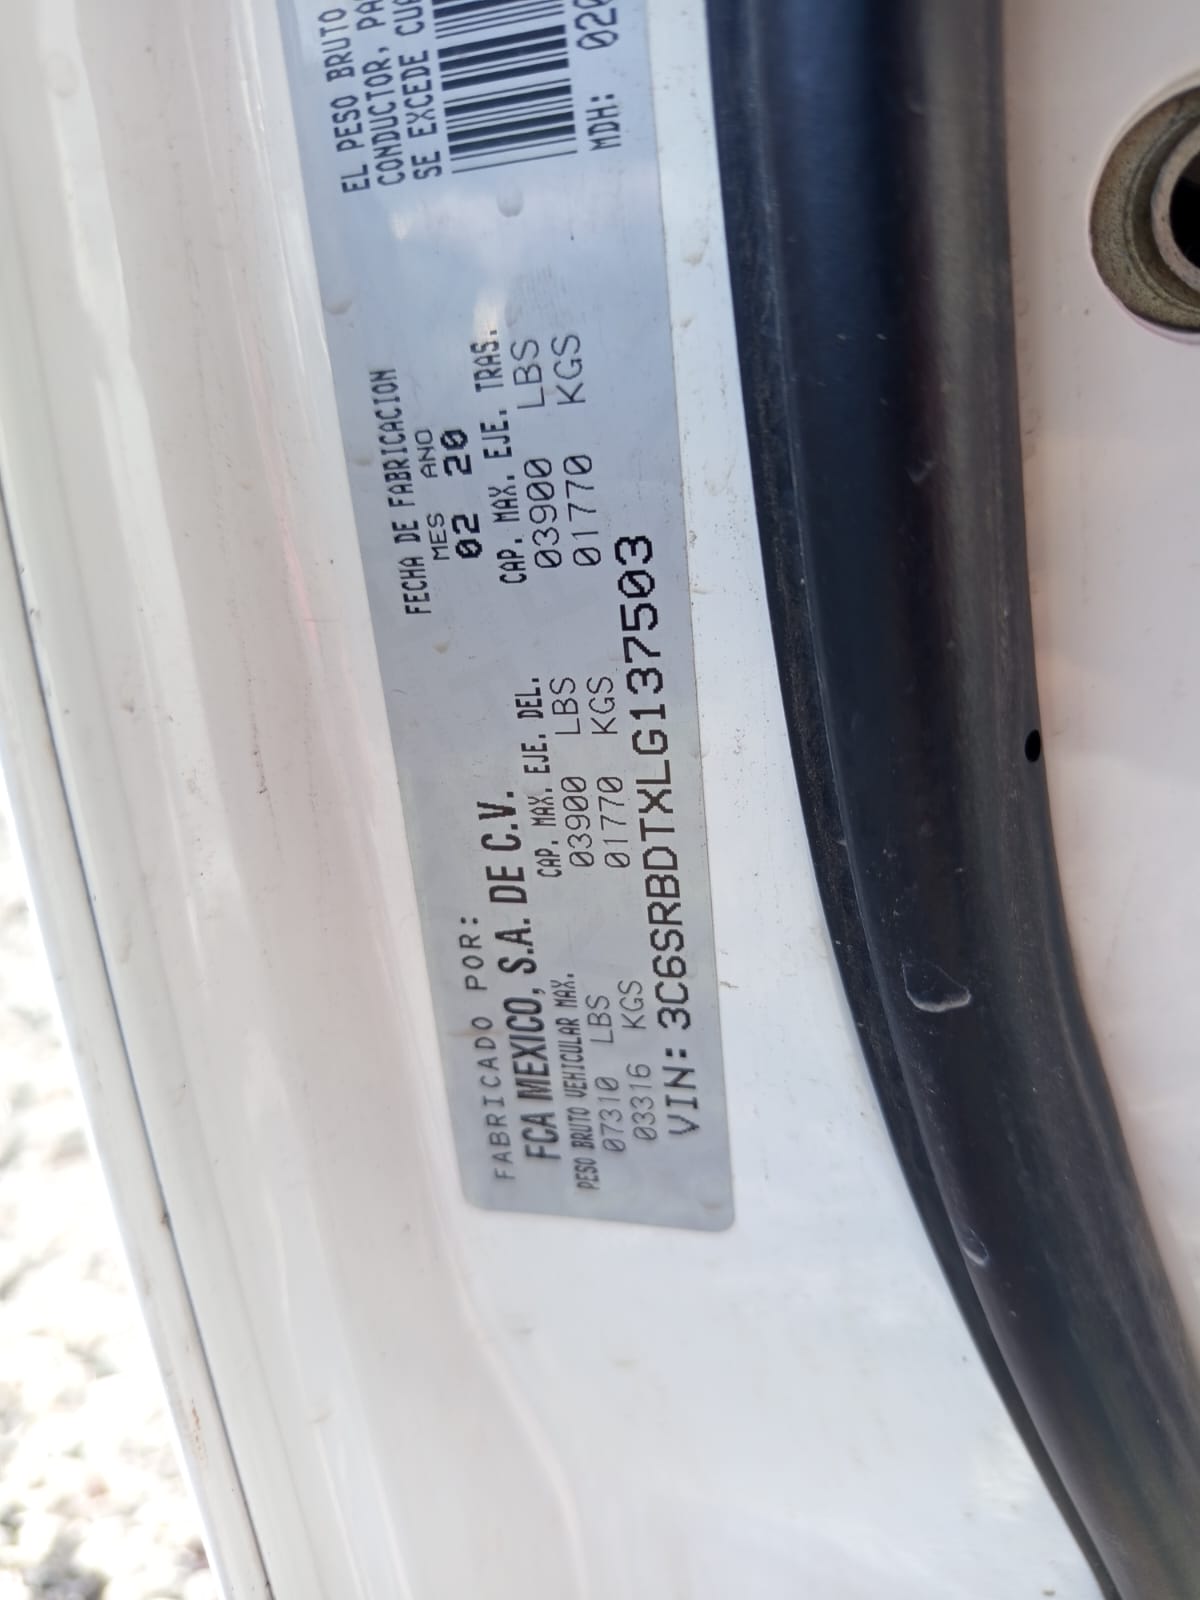 FABRICADO POR:
FCA MEXICO, S.A. DE C.V.
FECHA DE FABRICACION
MES ANO
02 20
PESO BRUTO VEHICULAR MAX.
07310 LBS
03316 KGS
CAP. MAX. EJE. DEL.
03900 LBS
01770 KGS
CAP. MAX. EJE. TRAS.
03900 LBS
01770 KGS
VIN: 3C6SRBDTXLG137503
EL PESO BRUTO
CONDUCTOR, PA
SE EXCEDE CUA
MDH: 020